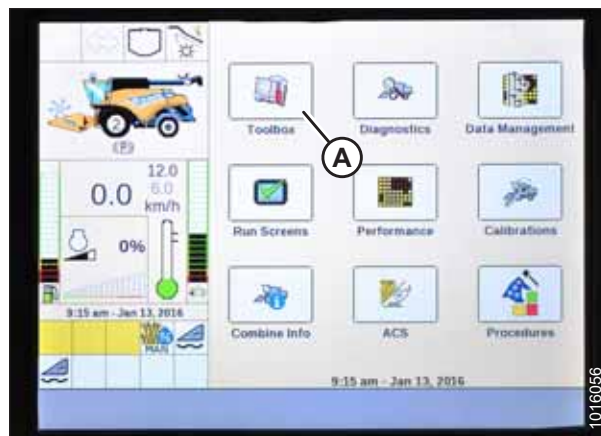 2
(P)
12.0
6.0
0.0
km/h
0%
9:15 am - Jan 13, 2016
MAN
Toolbox
Diagnostics
Data Management
A
Run Screens
Performance
Calibrations
Combine Info
ACS
Procedures
9:15 am - Jan 13, 2016
1016056